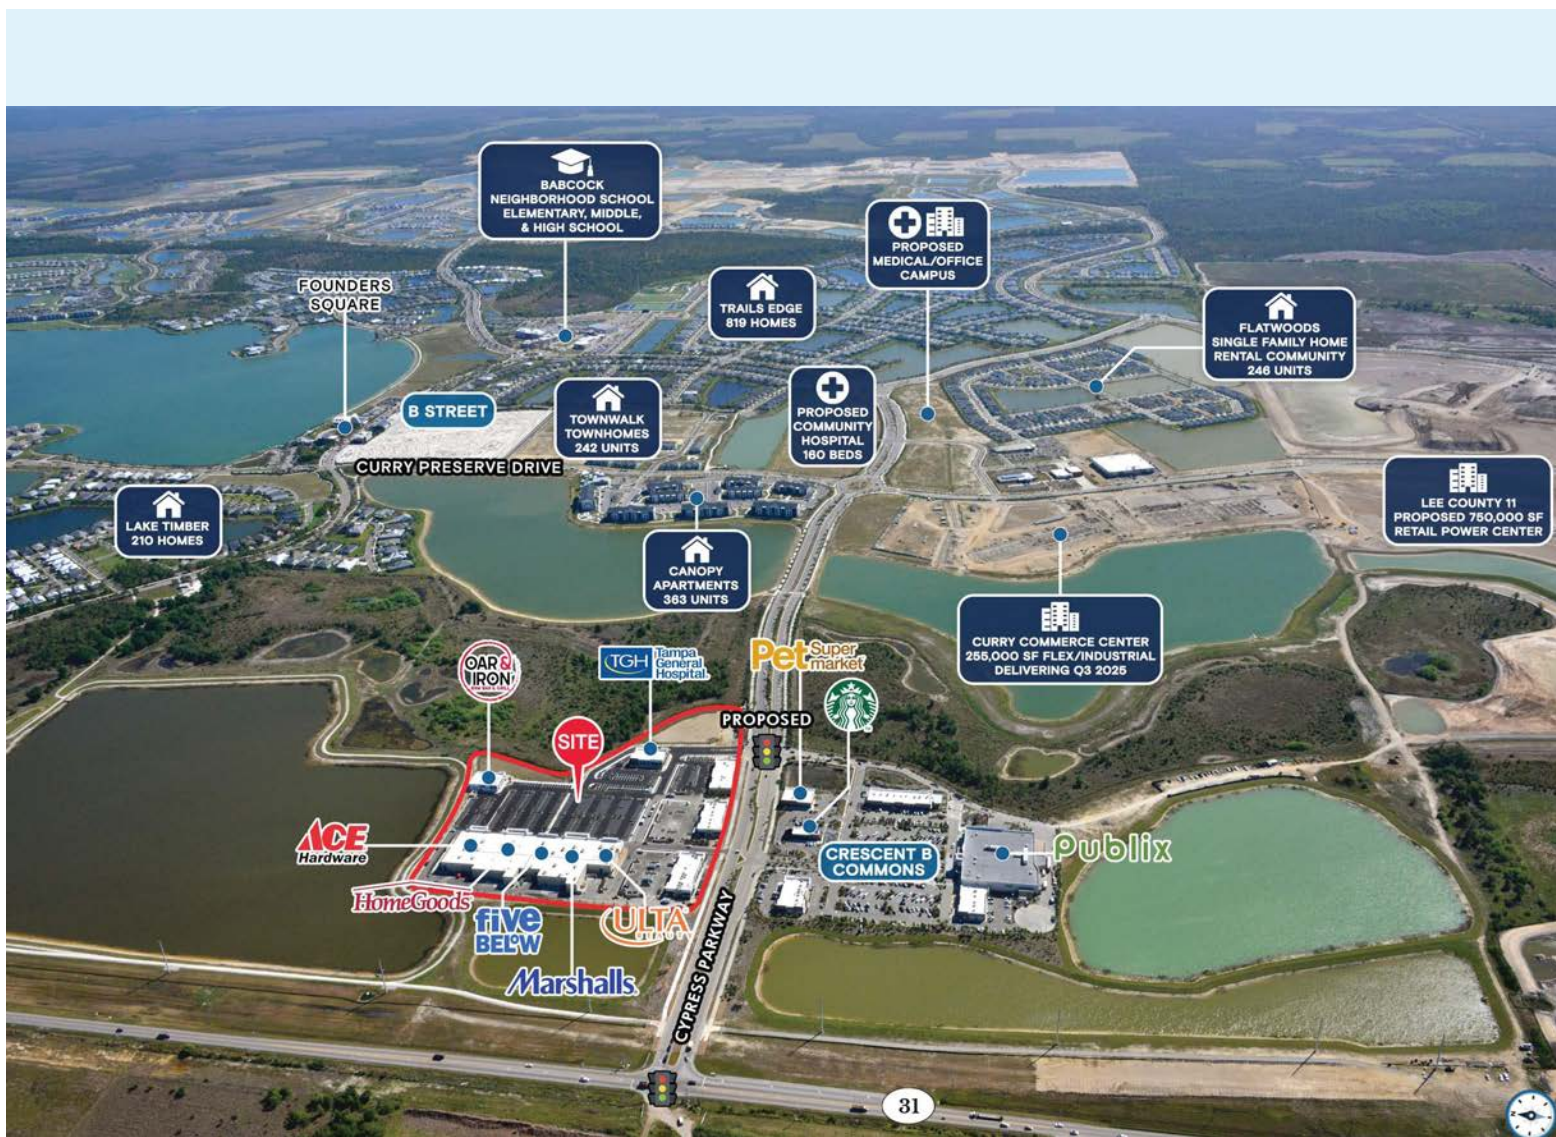 BABCOCK
NEIGHBORHOOD SCHOOL
ELEMENTARY, MIDDLE,
& HIGH SCHOOL
PROPOSED
MEDICAL/OFFICE
CAMPUS
FOUNDERS
SQUARE
TRAILS EDGE
819 HOMES
FLATWOODS
SINGLE FAMILY HOME
RENTAL COMMUNITY
246 UNITS
B STREET
TOWNWALK
TOWNHOMES
242 UNITS
PROPOSED
COMMUNITY
HOSPITAL
160 BEDS
CURRY PRESERVE DRIVE
LAKE TIMBER
210 HOMES
LEE COUNTY 11
PROPOSED 750,000 SF
RETAIL POWER CENTER
CANOPY
APARTMENTS
363 UNITS
CURRY COMMERCE CENTER
255,000 SF FLEX/INDUSTRIAL
DELIVERING Q3 2025
OAR &
IRON
TGH Tampa
General
Hospital
Pet Super
market
PROPOSED
SITE
ACE
Hardware
CRESCENT B
COMMONS
Publix
HomeGoods
five
BELOW
ULTA
BEAUTY
Marshalls
CYPRESS PARKWAY
31
N